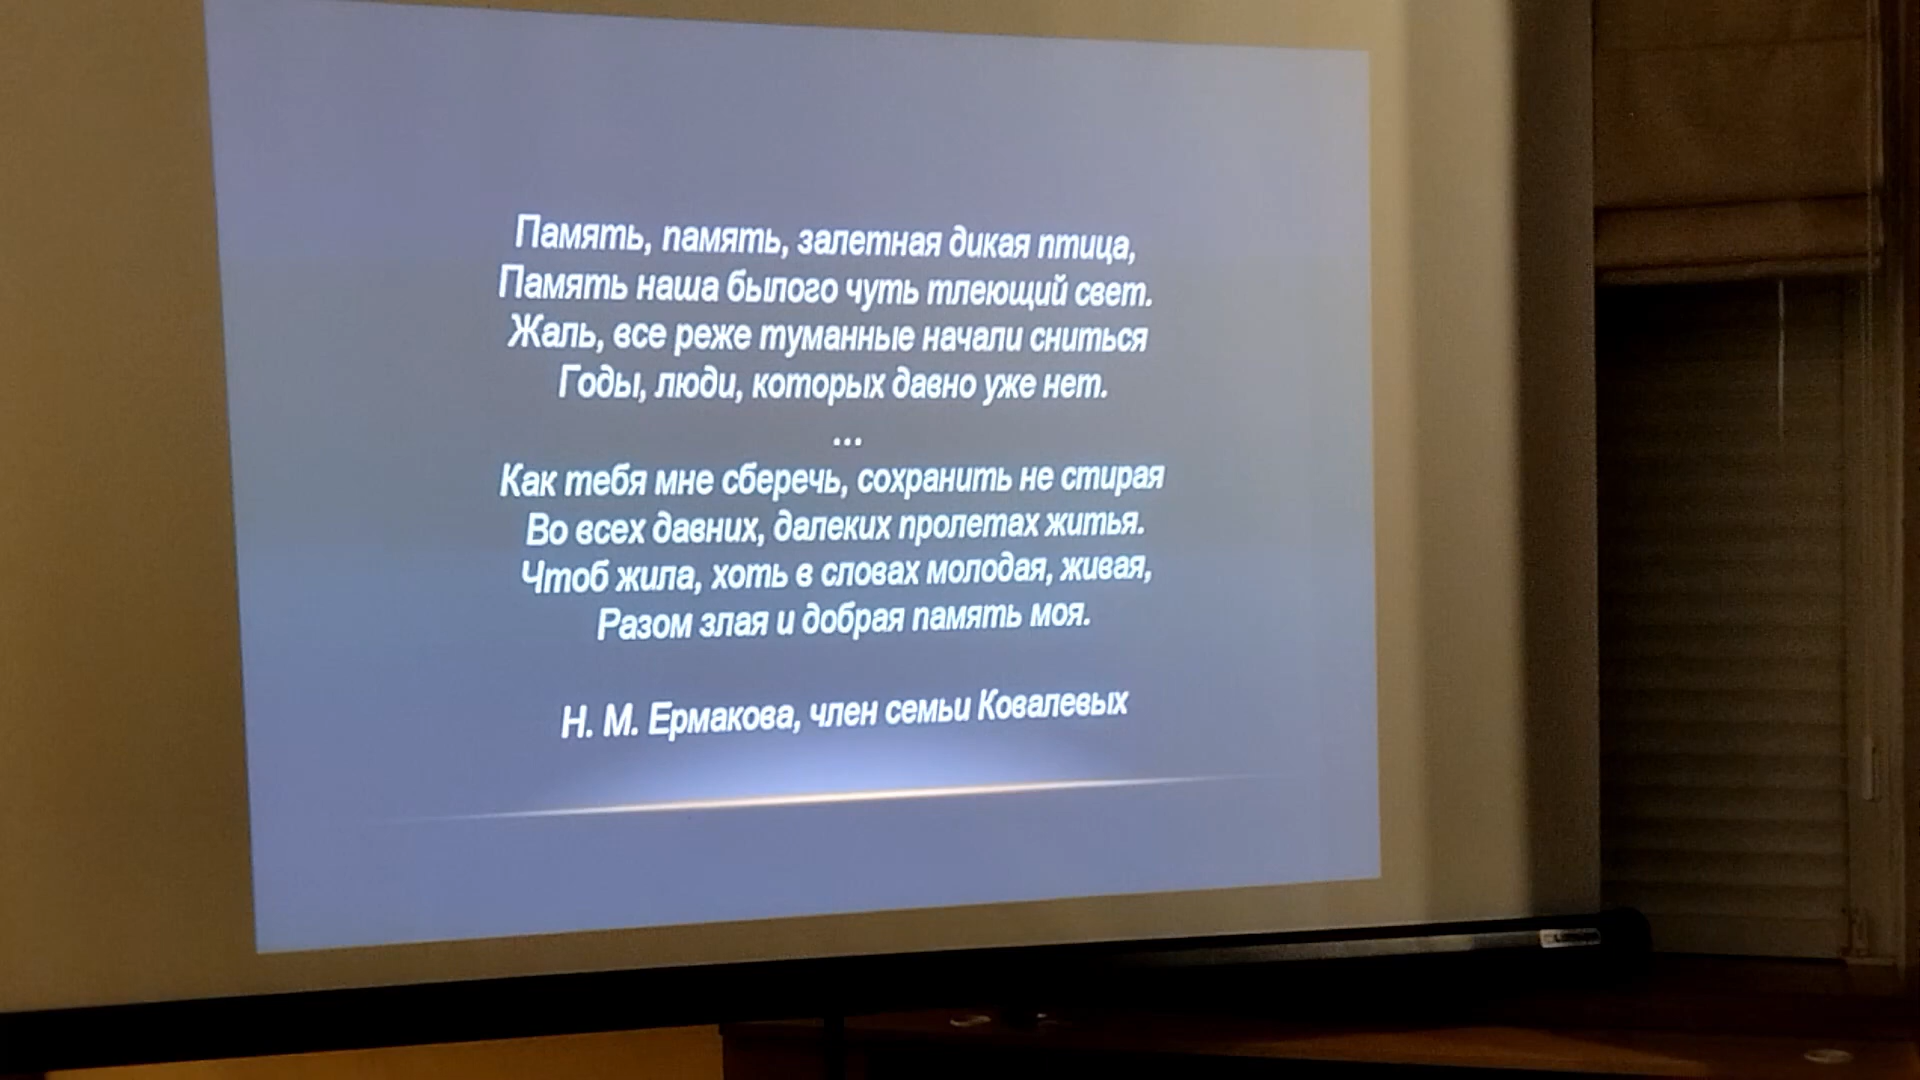 Память, память, залетная дикая птица,
Память наша былого чуть тлеющий свет.
Жаль, все реже туманные начали сниться
Годы, люди, которых давно уже нет.
...
Как тебя мне сберечь, сохранить не стирая
Во всех давних, далеких пролетах житья.
Чтоб жила, хоть в словах молодая, живая,
Разом злая и добрая память моя.
Н. М. Ермакова, член семьи Ковалевых